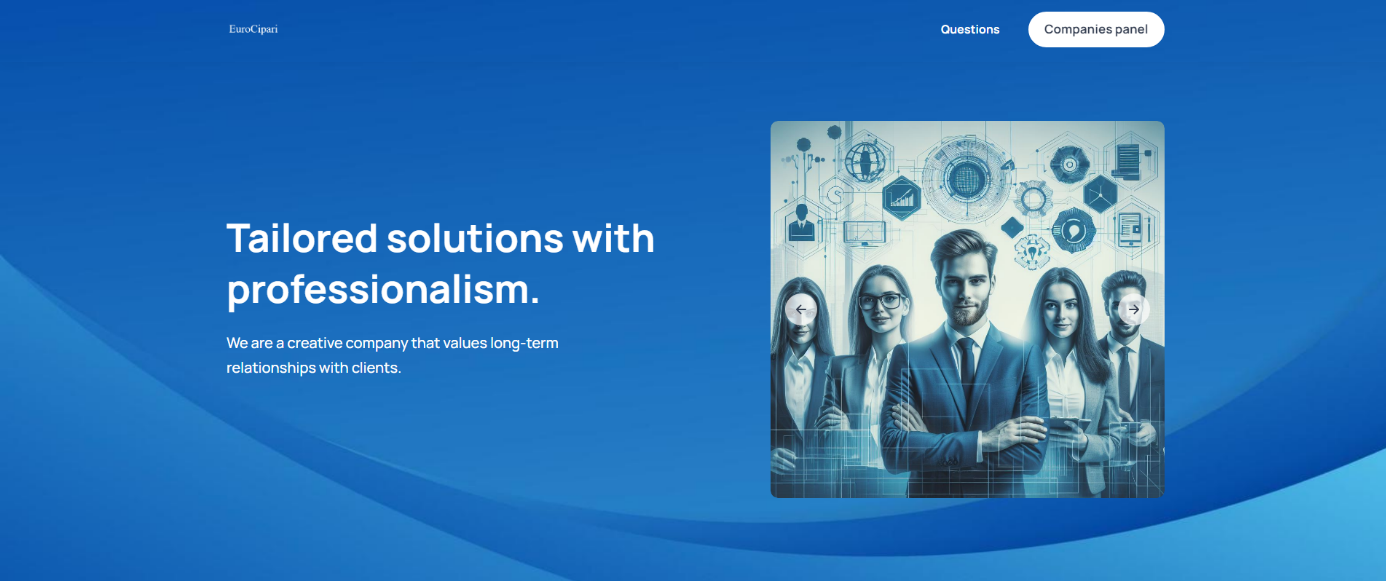 EuroCipari
Questions
Companies panel
Tailored solutions with
professionalism.
We are a creative company that values long-term
relationships with clients.